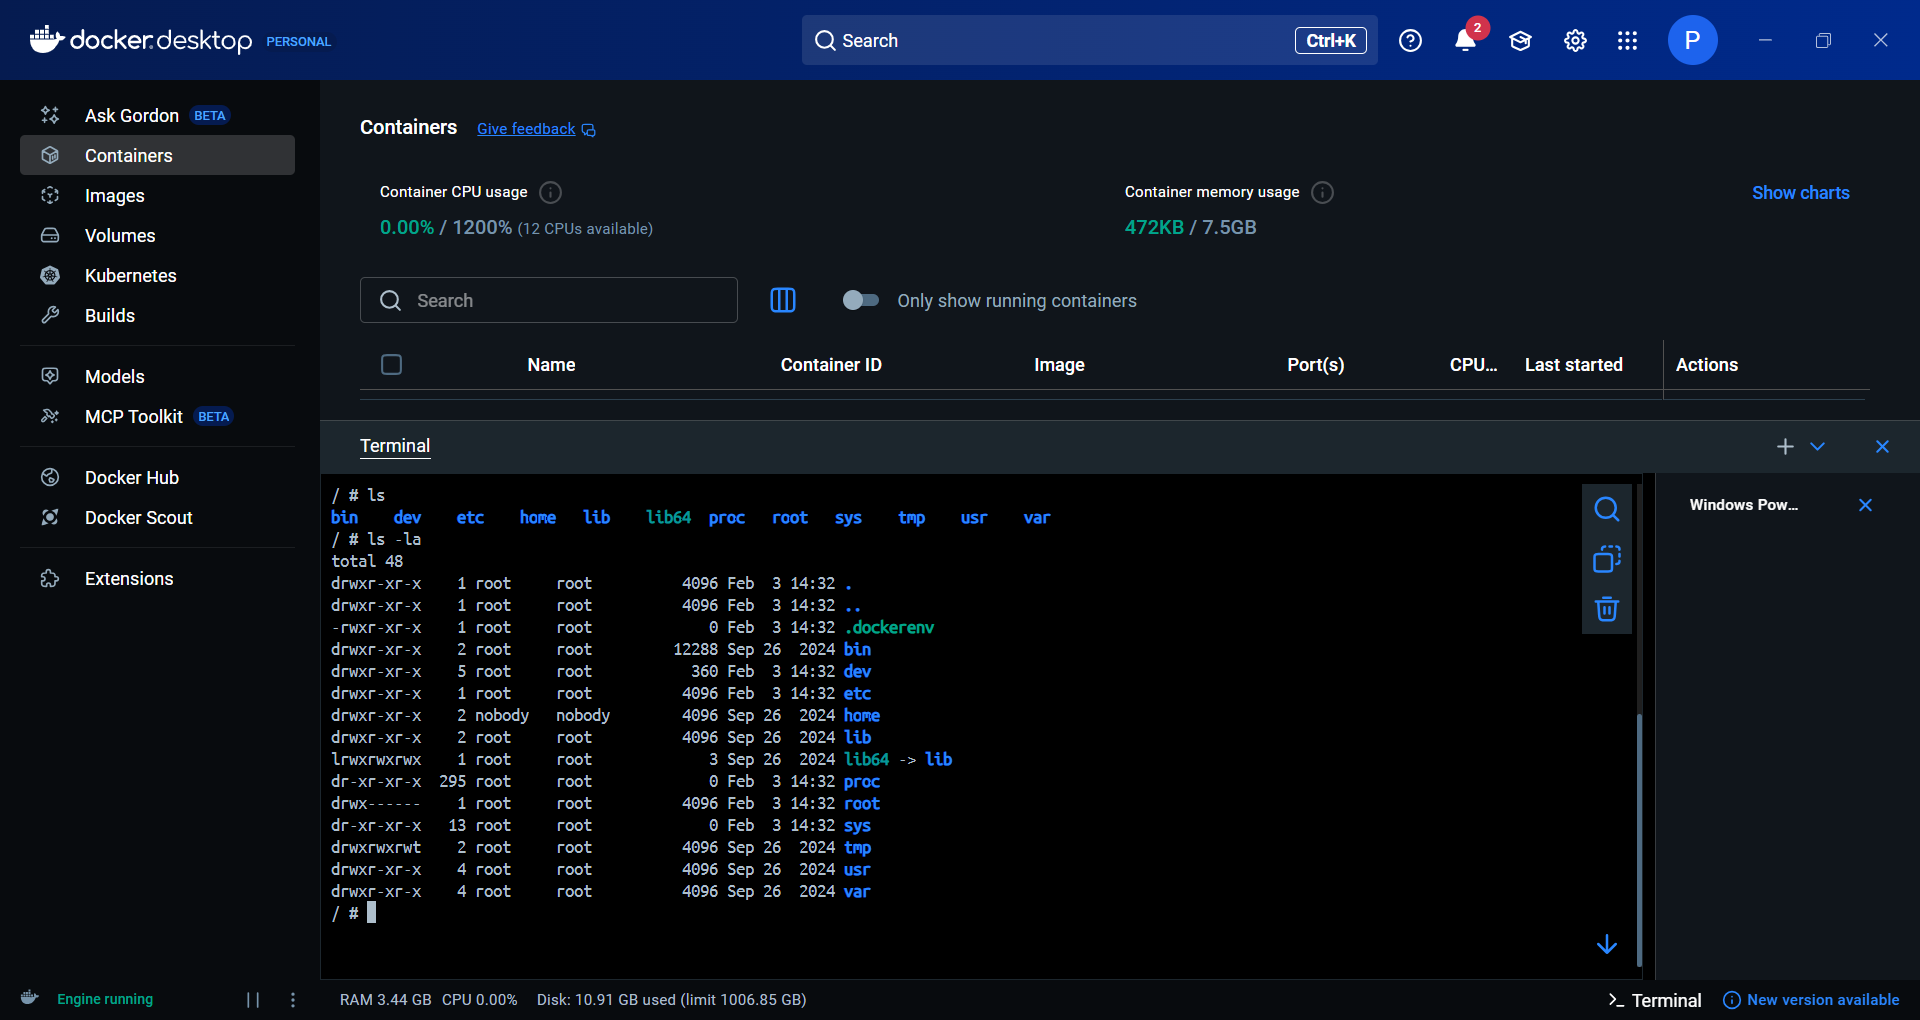 docker.desktop PERSONAL
Search Ctrl+K
2
P
Ask Gordon BETA
Containers
Images
Volumes
Kubernetes
Builds
Models
MCP Toolkit BETA
Docker Hub
Docker Scout
Extensions
Containers Give feedback
Container CPU usage
0.00% / 1200% (12 CPUs available)
Container memory usage
472KB / 7.5GB
Show charts
Search
Only show running containers
Name Container ID Image Port(s) CPU... Last started Actions
Terminal
/ # ls
bin dev etc home lib lib64 proc root sys tmp usr var
/ # ls -la
total 48
drwxr-xr-x 1 root root 4096 Feb 3 14:32 .
drwxr-xr-x 1 root root 4096 Feb 3 14:32 ..
-rwxr-xr-x 1 root root 0 Feb 3 14:32 .dockerenv
drwxr-xr-x 2 root root 12288 Sep 26 2024 bin
drwxr-xr-x 5 root root 360 Feb 3 14:32 dev
drwxr-xr-x 1 root root 4096 Feb 3 14:32 etc
drwxr-xr-x 2 nobody nobody 4096 Sep 26 2024 home
drwxr-xr-x 2 root root 4096 Sep 26 2024 lib
lrwxrwxrwx 1 root root 3 Sep 26 2024 lib64 -> lib
dr-xr-xr-x 295 root root 0 Feb 3 14:32 proc
drwx------ 1 root root 4096 Feb 3 14:32 root
dr-xr-xr-x 13 root root 0 Feb 3 14:32 sys
drwxrwxrwt 2 root root 4096 Sep 26 2024 tmp
drwxr-xr-x 4 root root 4096 Sep 26 2024 usr
drwxr-xr-x 4 root root 4096 Sep 26 2024 var
/ #
Windows Pow...
Engine running
RAM 3.44 GB CPU 0.00% Disk: 10.91 GB used (limit 1006.85 GB)
Terminal
New version available